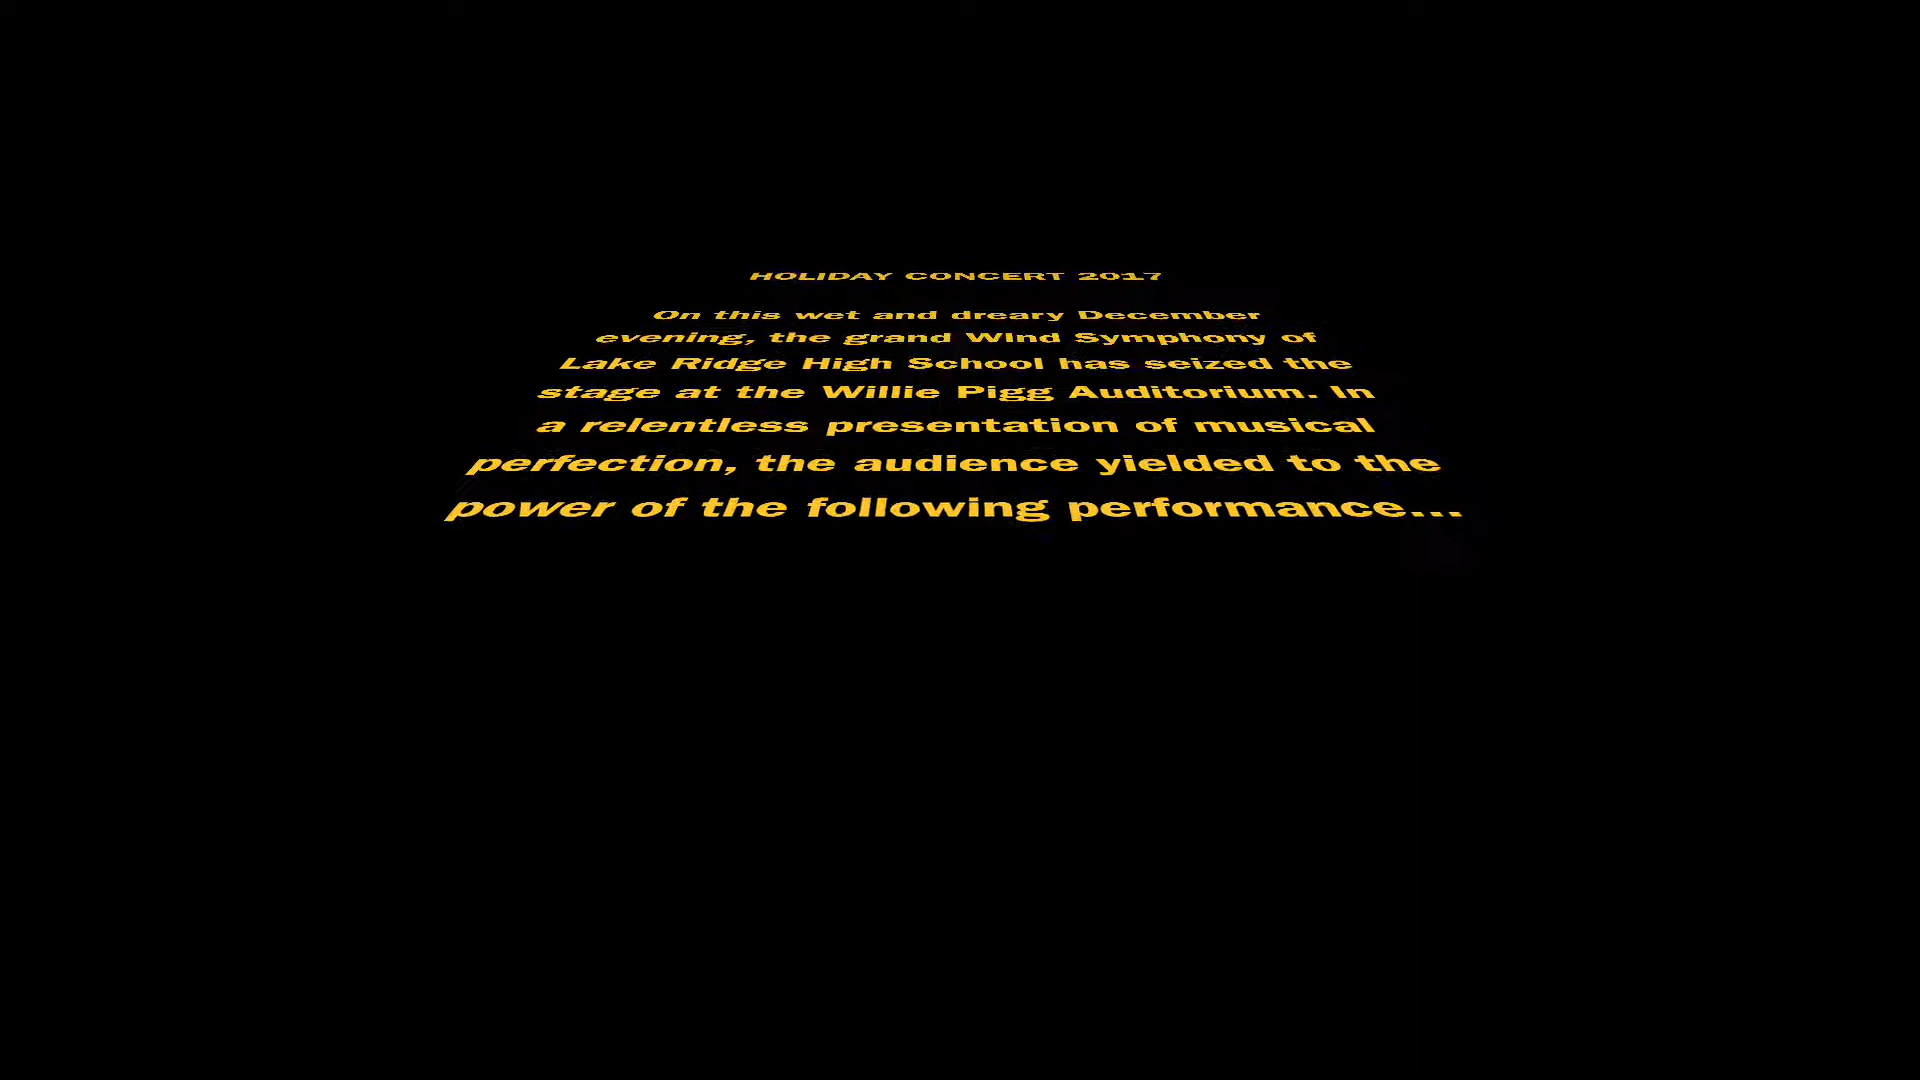 HOLIDAY CONCERT 2017
On this wet and dreary December
evening, the grand WInd Symphony of
Lake Ridge High School has seized the
stage at the Willie Pigg Auditorium. In
a relentless presentation of musical
perfection, the audience yielded to the
power of the following performance...